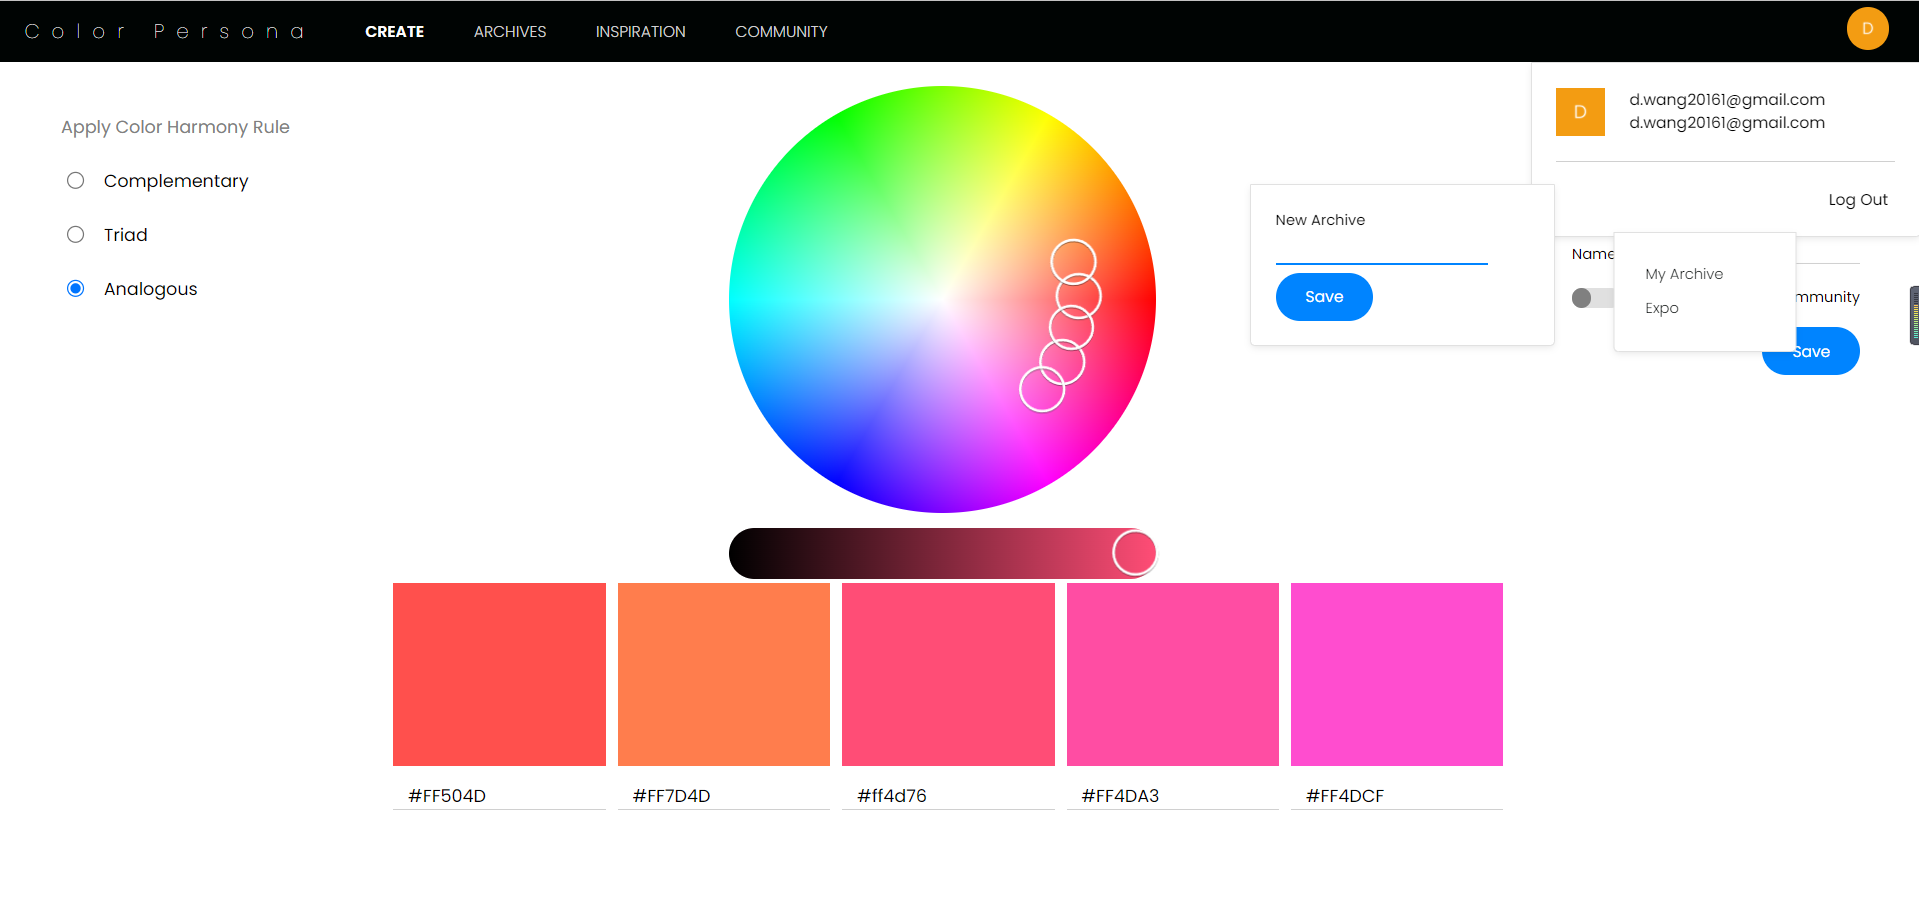 Color Persona
CREATE
ARCHIVES
INSPIRATION
COMMUNITY
D
D
d.wang20161@gmail.com
d.wang20161@gmail.com
Log Out
Apply Color Harmony Rule
Complementary
Triad
Analogous
New Archive
Save
Name
My Archive
Expo
mmunity
Save
#FF504D
#FF7D4D
#ff4d76
#FF4DA3
#FF4DCF